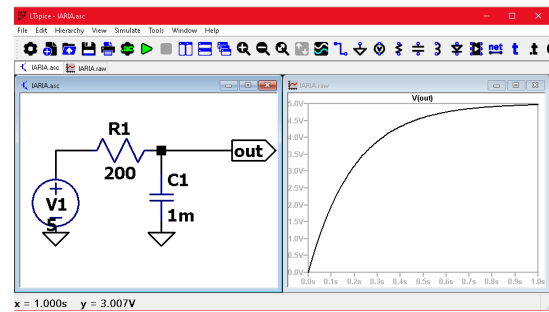 LTspice - IARIA.asc
File Edit Hierarchy View Simulate Tools Window Help
net t
IARIA.asc IARIA.raw
IARIA.asc
R1
200
out
C1
1m
V1
5
IARIA.raw
V(out)
5.0V
4.5V
4.0V
3.5V
3.0V
2.5V
2.0V
1.5V
1.0V
0.5V
0.0V
0.0s 0.1s 0.2s 0.3s 0.4s 0.5s 0.6s 0.7s 0.8s 0.9s 1.0s
x = 1.000s y = 3.007V